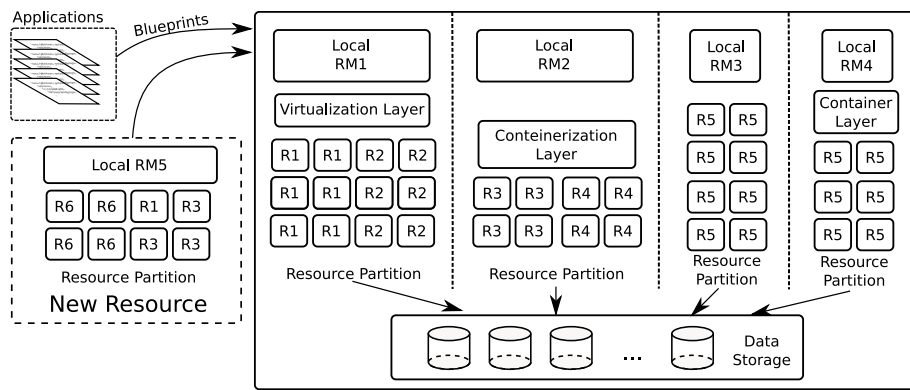 Applications
Blueprints
Local RM5
R6 R6 R1 R3
R6 R6 R3 R3
Resource Partition
New Resource
Local
RM1
Virtualization Layer
R1 R1 R2 R2
R1 R1 R2 R2
R1 R1 R2 R2
Resource Partition
Local
RM2
Conteinerization
Layer
R3 R3 R4 R4
R3 R3 R4 R4
Resource Partition
Local
RM3
R5 R5
R5 R5
R5 R5
R5 R5
Resource
Partition
Local
RM4
Container
Layer
R5 R5
R5 R5
R5 R5
Resource
Partition
...
Data
Storage